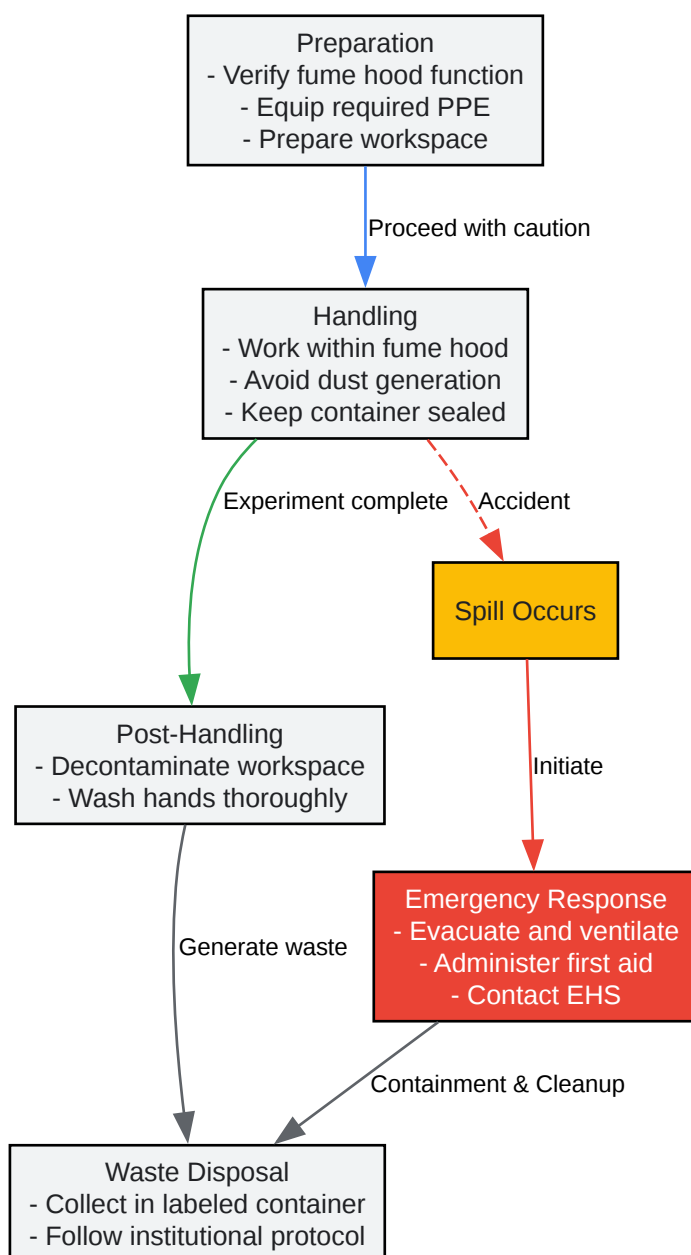 Preparation
- Verify fume hood function
- Equip required PPE
- Prepare workspace
Proceed with caution
Handling
- Work within fume hood
- Avoid dust generation
- Keep container sealed
Experiment complete
Accident
Spill Occurs
Post-Handling
- Decontaminate workspace
- Wash hands thoroughly
Initiate
Emergency Response
- Evacuate and ventilate
- Administer first aid
- Contact EHS
Generate waste
Containment & Cleanup
Waste Disposal
- Collect in labeled container
- Follow institutional protocol